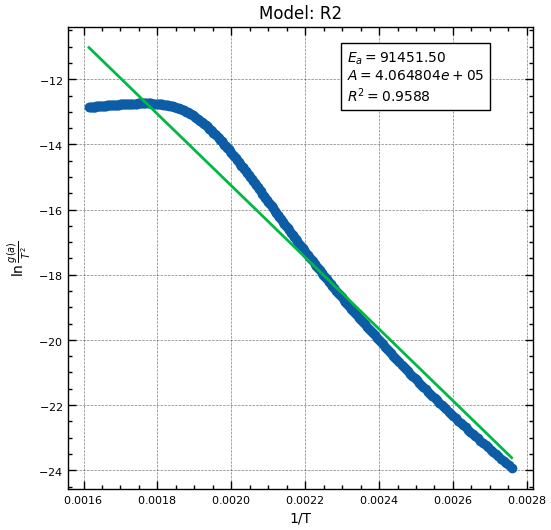 Model: R2
E_a = 91451.50
A = 4.064804e + 05
R^2 = 0.9588
ln g(a)/T^2
−12
−14
−16
−18
−20
−22
−24
0.0016 0.0018 0.0020 0.0022 0.0024 0.0026 0.0028
1/T